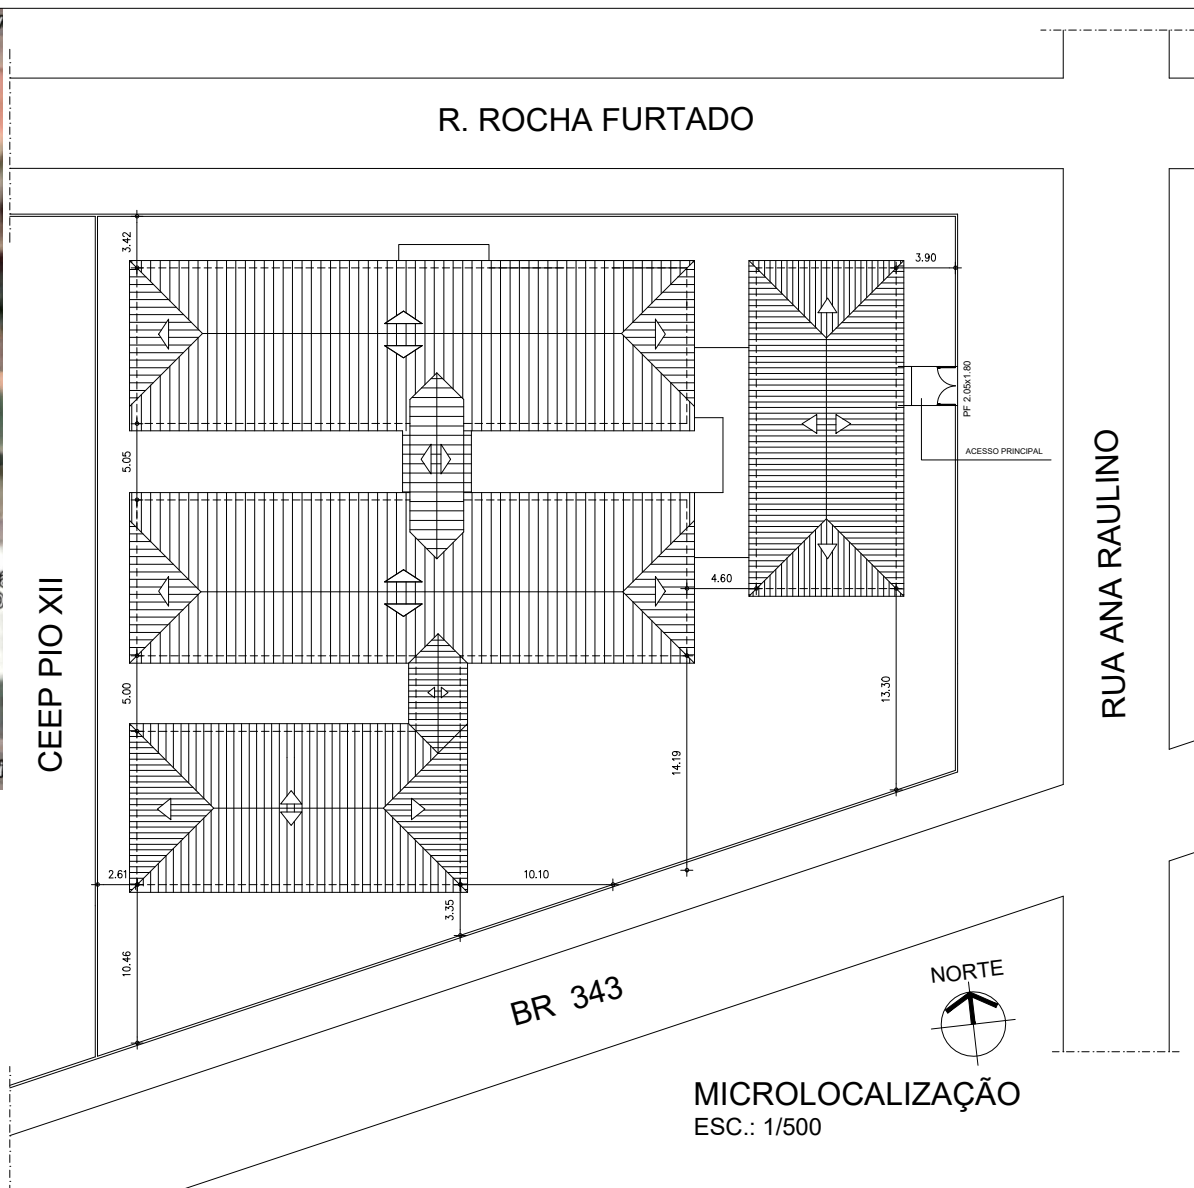 R. ROCHA FURTADO
3.42
3.90
PF 2.05x1.80
ACESSO PRINCIPAL
5.05
RUA ANA RAULINO
4.60
CEEP PIO XII
5.00
13.30
14.19
2.61
10.10
3.35
10.46
BR 343
NORTE
MICROLOCALIZAÇÃO
ESC.: 1/500